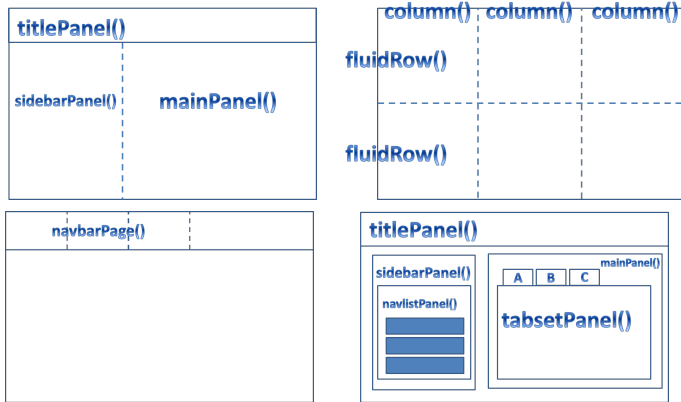 titlePanel()
sidebarPanel()
mainPanel()
column() column() column()
fluidRow()
fluidRow()
navbarPage()
titlePanel()
sidebarPanel()
navlistPanel()
mainPanel()
A B C
tabsetPanel()